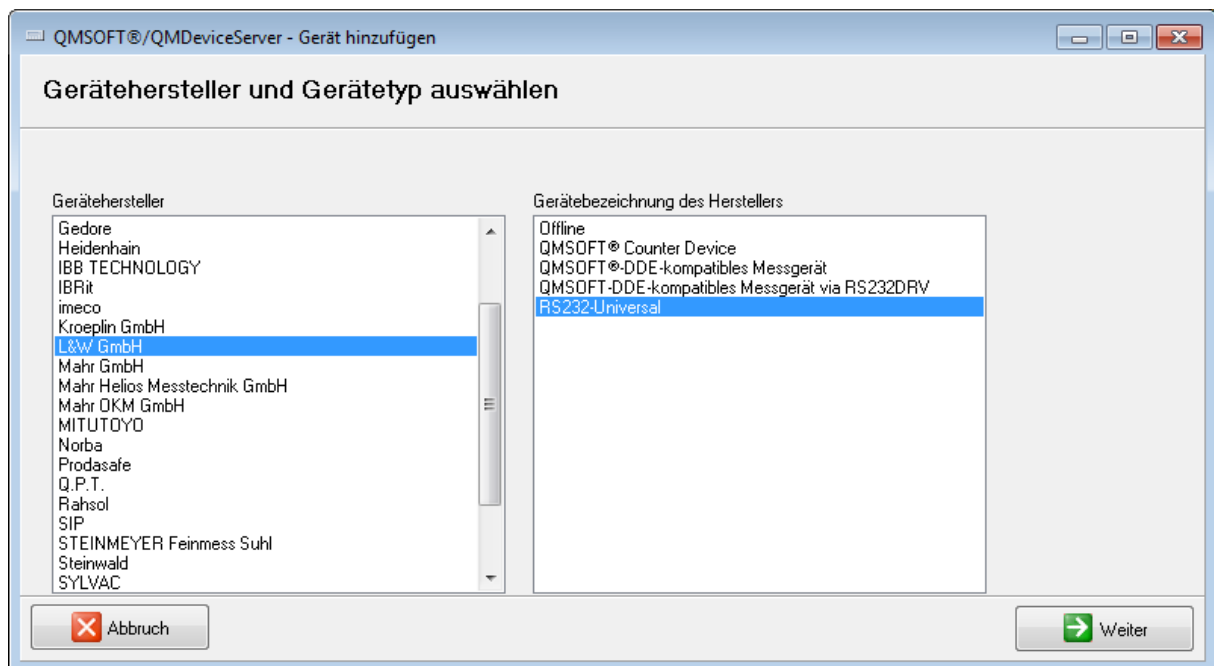 QMSOFT®/QMDeviceServer - Gerät hinzufügen
Gerätehersteller und Gerätetyp auswählen
Gerätehersteller
Gedore
Heidenhain
IBB TECHNOLOGY
IBRit
imeco
Kroeplin GmbH
L&W GmbH
Mahr GmbH
Mahr Helios Messtechnik GmbH
Mahr OKM GmbH
MITUTOYO
Norba
Prodasafe
Q.P.T.
Rahsol
SIP
STEINMEYER Feinmess Suhl
Steinwald
SYLVAC
Gerätebezeichnung des Herstellers
Offline
QMSOFT® Counter Device
QMSOFT®-DDE-kompatibles Messgerät
QMSOFT-DDE-kompatibles Messgerät via RS232DRV
RS232-Universal
Abbruch
Weiter